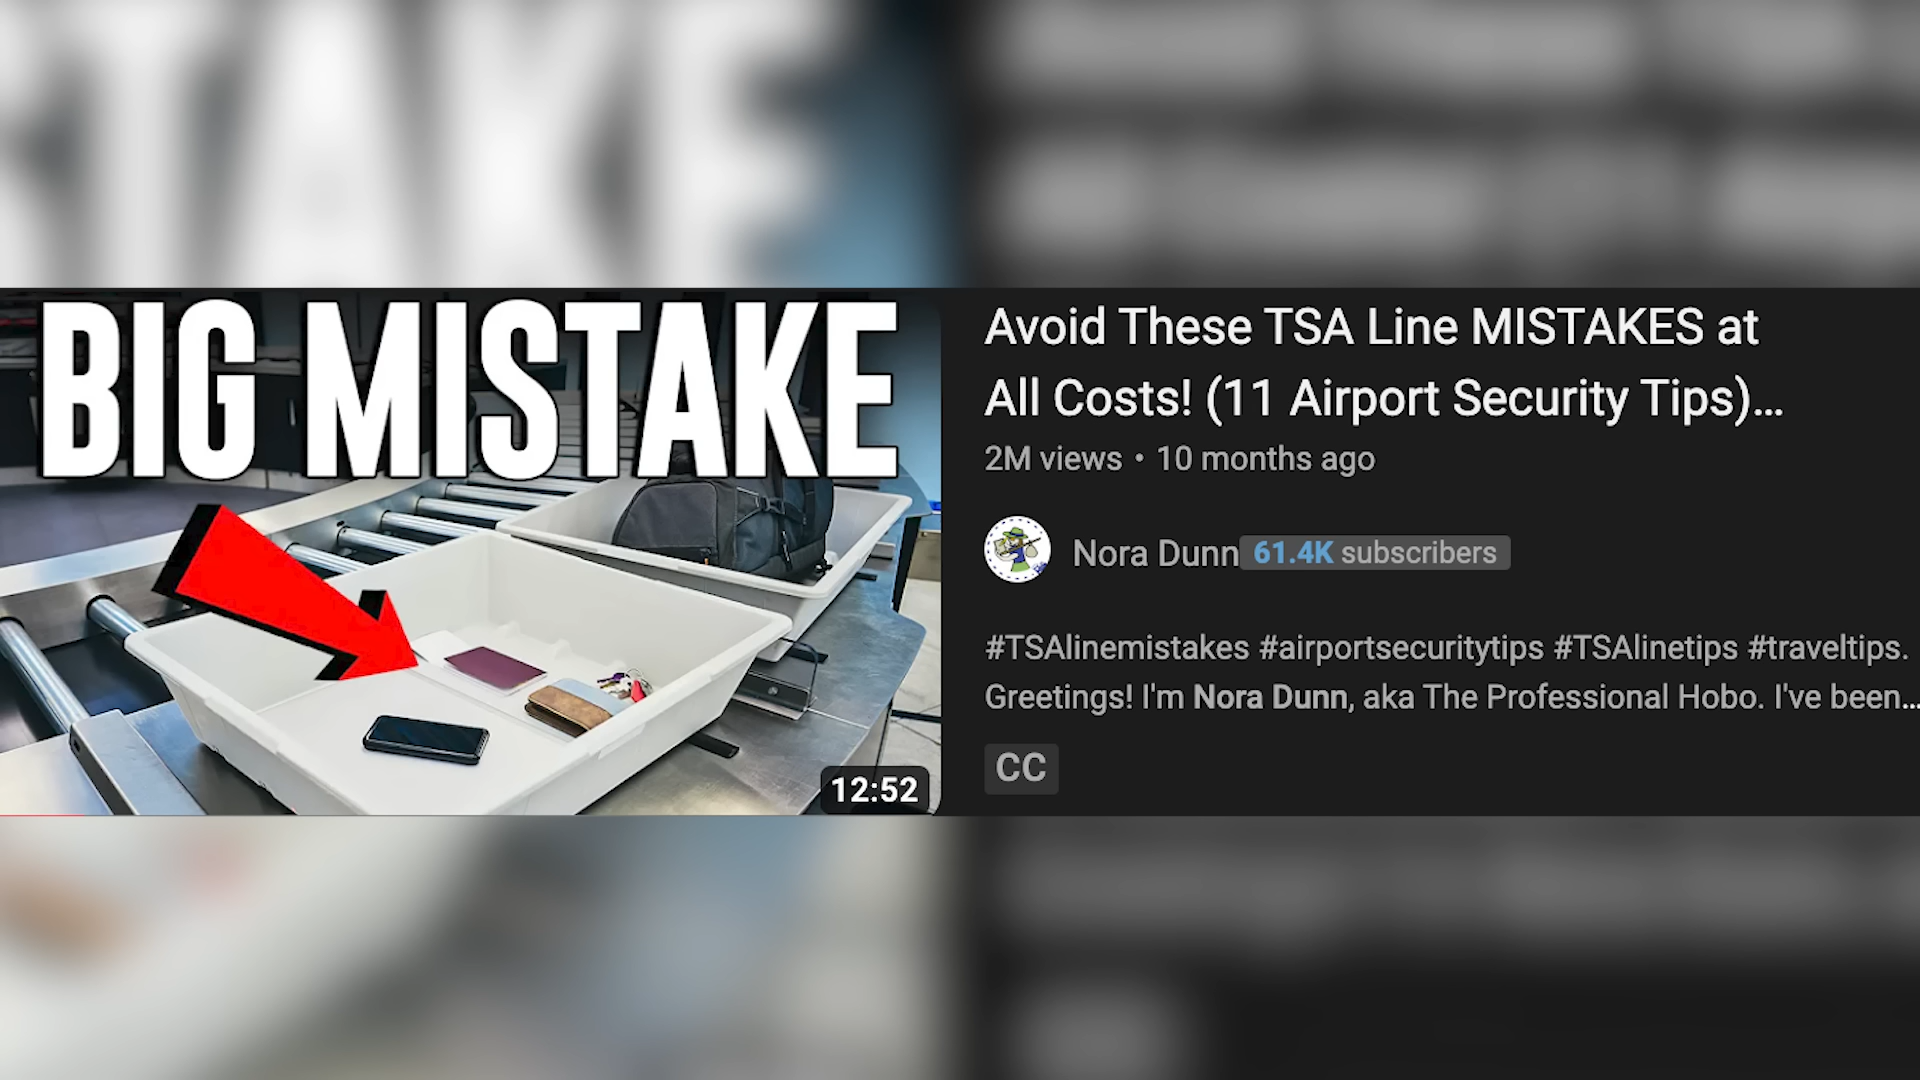 BIG MISTAKE
12:52
Avoid These TSA Line MISTAKES at
All Costs! (11 Airport Security Tips)...
2M views • 10 months ago
Nora Dunn 61.4K subscribers
#TSAlinemistakes #airportsecuritytips #TSAlinetips #traveltips.
Greetings! I'm Nora Dunn, aka The Professional Hobo. I've been...
CC